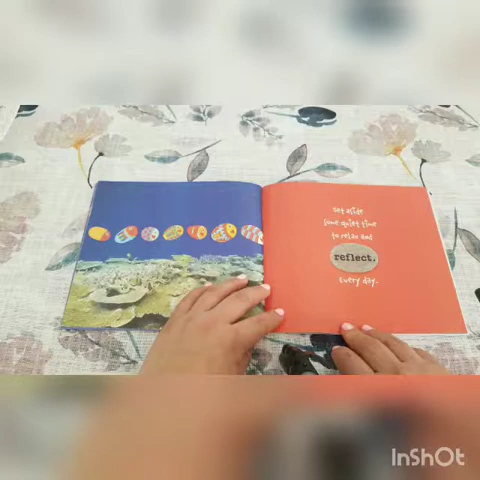 Set aside
some quiet time
to relax and
reflect.
Every day.
InShOt